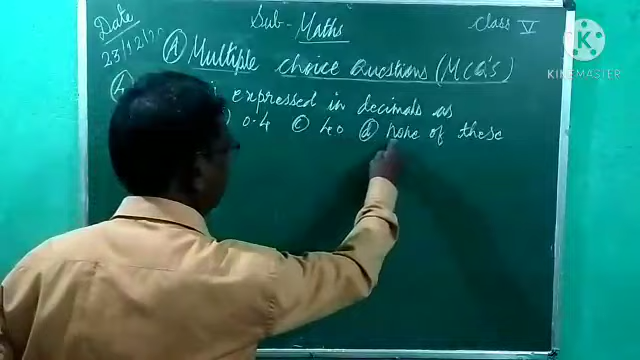 Date
23/12/20
Sub- Maths
Class V
KINEMASTER
(A) Multiple choice Questions (MCQ's)
(4) expressed in decimals as
0.4 (c) 40 (d) none of these